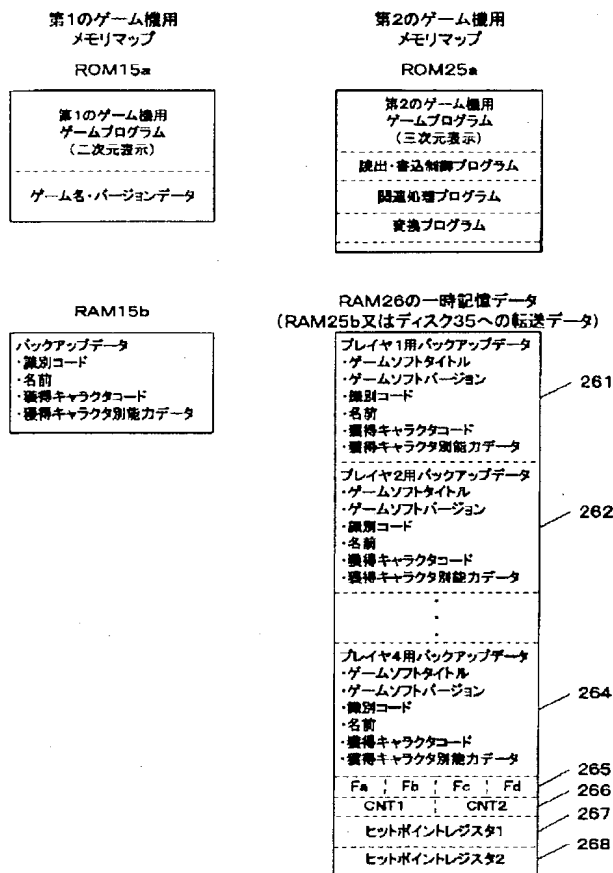 第1のゲーム機用
メモリマップ
ROM15a
第1のゲーム機用
ゲームプログラム
(二次元表示)
ゲーム名・バージョンデータ
RAM15b
バックアップデータ
・識別コード
・名前
・獲得キャラクタコード
・獲得キャラクタ別能力データ
第2のゲーム機用
メモリマップ
ROM25a
第2のゲーム機用
ゲームプログラム
(三次元表示)
読出・書込制御プログラム
関連処理プログラム
変換プログラム
RAM26の一時記憶データ
(RAM25b又はディスク35への転送データ)
プレイヤ1用バックアップデータ
・ゲームソフトタイトル
・ゲームソフトバージョン
・識別コード
・名前
・獲得キャラクタコード
・獲得キャラクタ別能力データ
261
プレイヤ2用バックアップデータ
・ゲームソフトタイトル
・ゲームソフトバージョン
・識別コード
・名前
・獲得キャラクタコード
・獲得キャラクタ別能力データ
262
プレイヤ4用バックアップデータ
・ゲームソフトタイトル
・ゲームソフトバージョン
・識別コード
・名前
・獲得キャラクタコード
・獲得キャラクタ別能力データ
264
Fa Fb Fc Fd
265
CNT1 CNT2
266
ヒットポイントレジスタ1
267
ヒットポイントレジスタ2
268